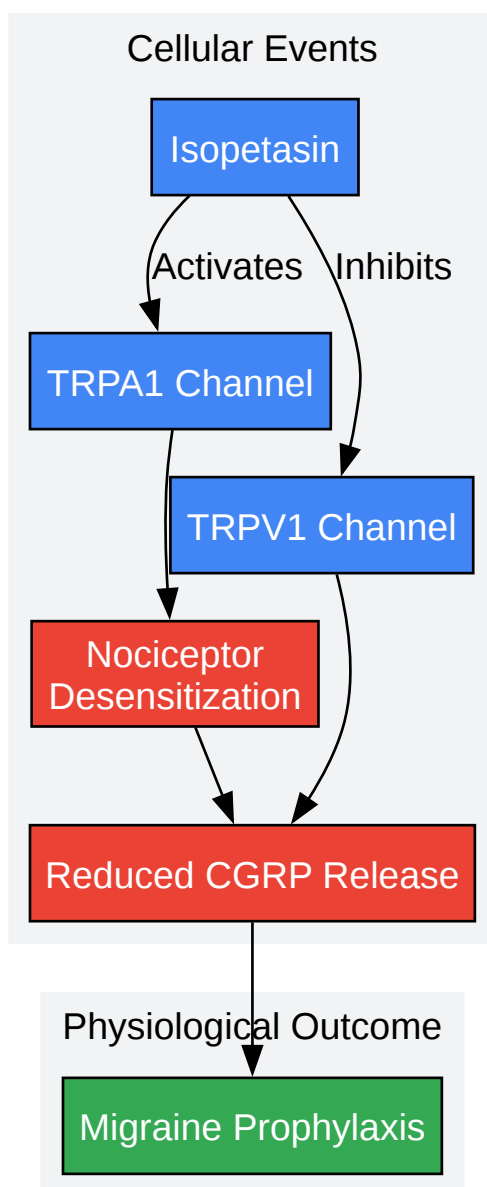 Cellular Events
Isopetasin
Activates
Inhibits
TRPA1 Channel
TRPV1 Channel
Nociceptor
Desensitization
Reduced CGRP Release
Physiological Outcome
Migraine Prophylaxis